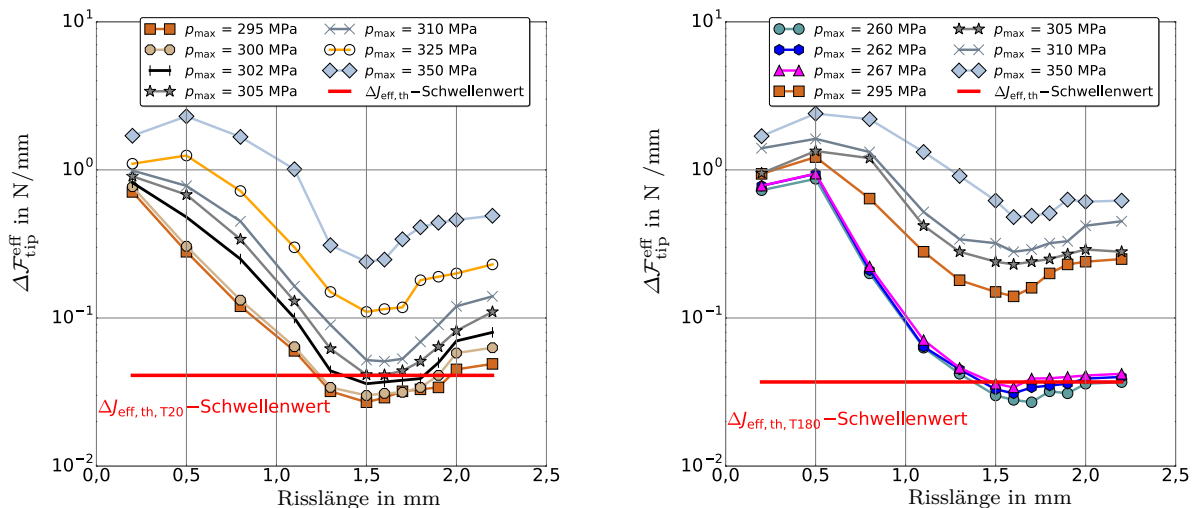 p_max = 295 MPa
p_max = 300 MPa
p_max = 302 MPa
p_max = 305 MPa
p_max = 310 MPa
p_max = 325 MPa
p_max = 350 MPa
ΔJ_eff, th−Schwellenwert
10^1
10^0
10^−1
10^−2
Δℱ_tip^eff in N /mm
ΔJ_eff, th, T20−Schwellenwert
0,0 0,5 1,0 1,5 2,0 2,5
Risslänge in mm
p_max = 260 MPa
p_max = 262 MPa
p_max = 267 MPa
p_max = 295 MPa
p_max = 305 MPa
p_max = 310 MPa
p_max = 350 MPa
ΔJ_eff, th−Schwellenwert
10^1
10^0
10^−1
10^−2
Δℱ_tip^eff in N /mm
ΔJ_eff, th, T180−Schwellenwert
0,0 0,5 1,0 1,5 2,0 2,5
Risslänge in mm